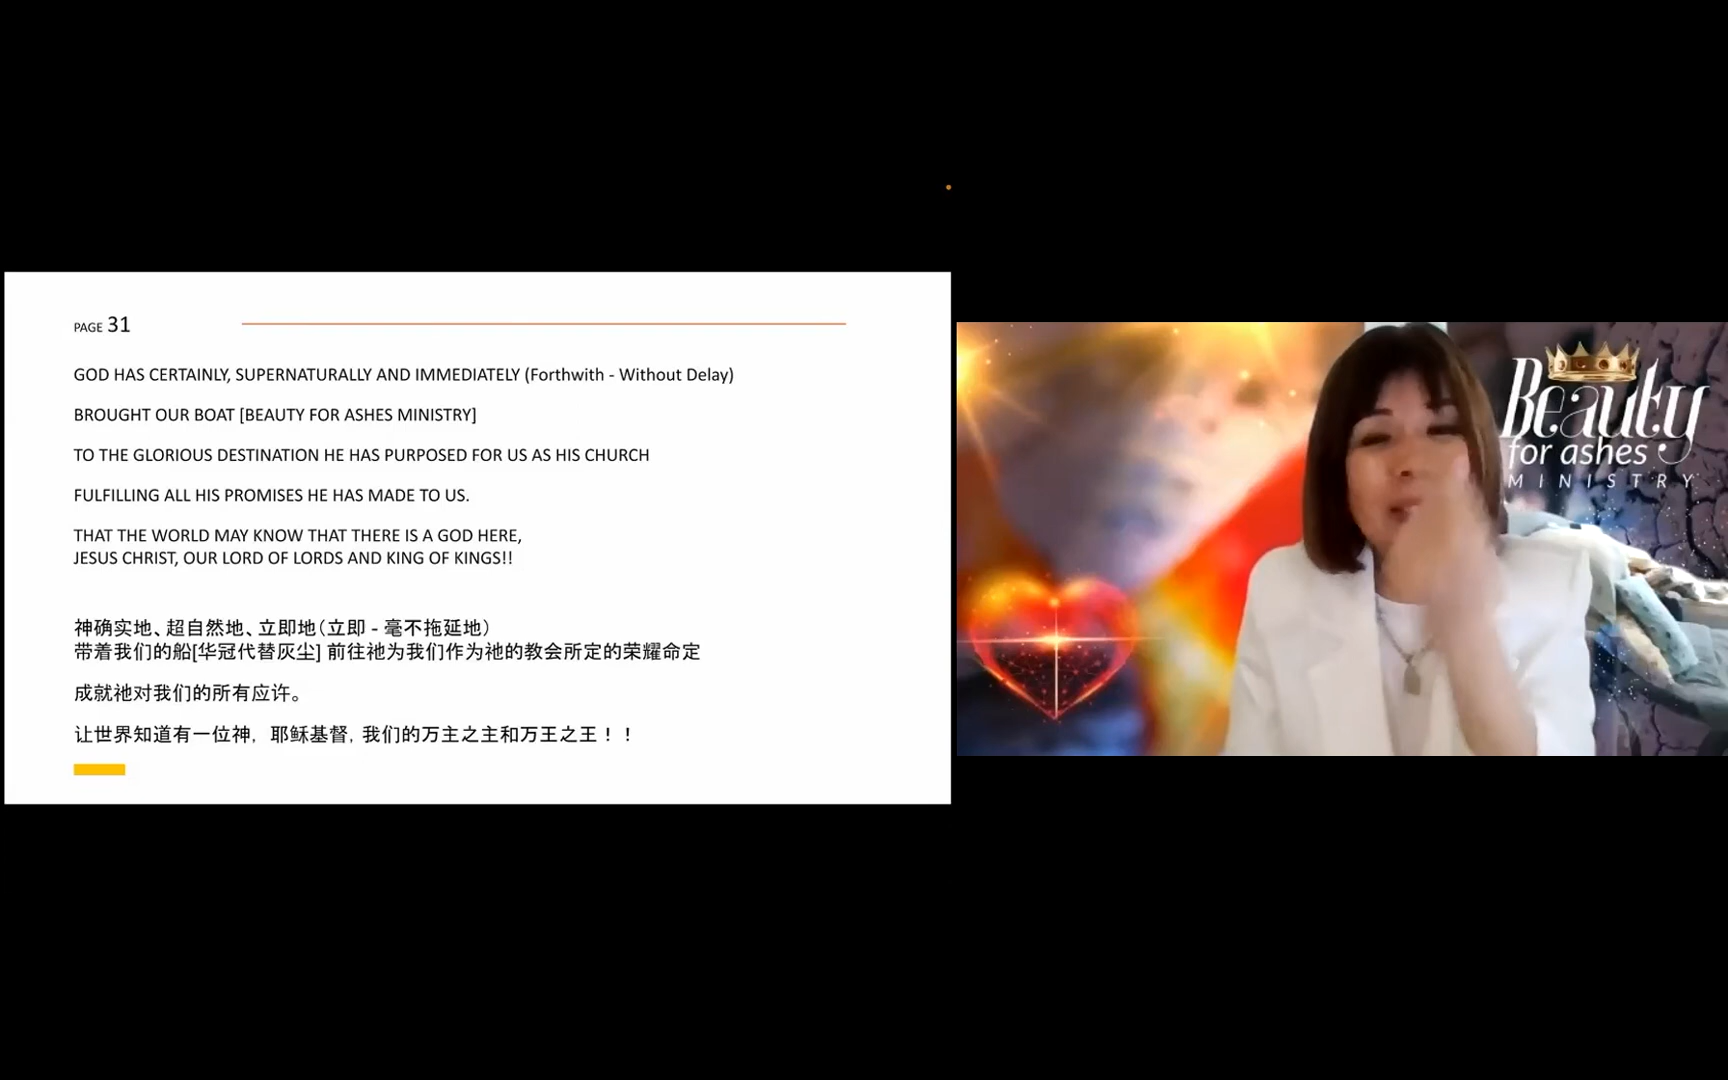 PAGE 31
GOD HAS CERTAINLY, SUPERNATURALLY AND IMMEDIATELY (Forthwith - Without Delay)
BROUGHT OUR BOAT [BEAUTY FOR ASHES MINISTRY]
TO THE GLORIOUS DESTINATION HE HAS PURPOSED FOR US AS HIS CHURCH
FULFILLING ALL HIS PROMISES HE HAS MADE TO US.
THAT THE WORLD MAY KNOW THAT THERE IS A GOD HERE,
JESUS CHRIST, OUR LORD OF LORDS AND KING OF KINGS!!
神确实地、超自然地、立即地（立即 - 毫不拖延地）
带着我们的船[华冠代替灰尘] 前往祂为我们作为祂的教会所定的荣耀命定
成就祂对我们的所有应许。
让世界知道有一位神，耶稣基督, 我们的万主之主和万王之王！！
Beauty
for ashes
MINISTRY